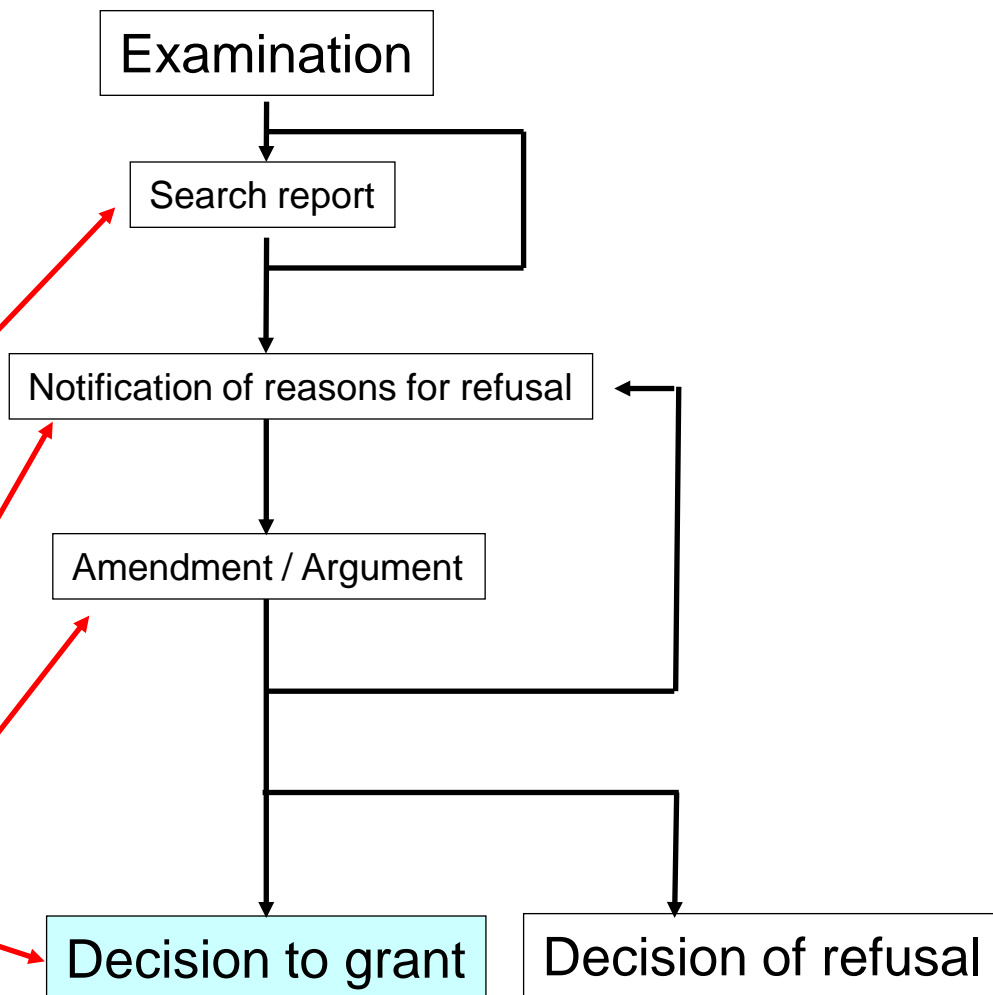 Examination
Search report
Notification of reasons for refusal
Amendment / Argument
Decision to grant
Decision of refusal